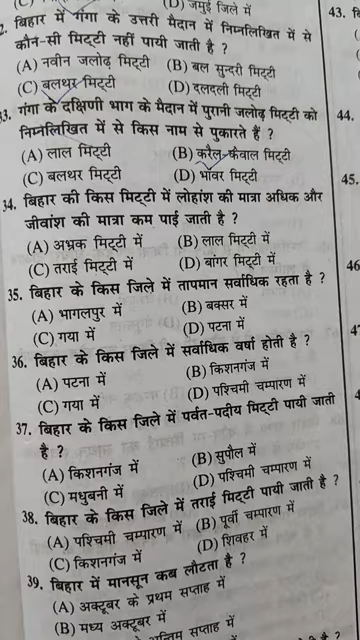 (D) जमुई जिले में
2. बिहार में गंगा के उत्तरी मैदान में निम्नलिखित में से
कौन-सी मिट्टी नहीं पायी जाती है ?
(A) नवीन जलोढ़ मिट्टी (B) बल सुन्दरी मिट्टी
(C) बलथर मिट्टी (D) दलदली मिट्टी
33. गंगा के दक्षिणी भाग के मैदान में पुरानी जलोढ़ मिट्टी को
निम्नलिखित में से किस नाम से पुकारते हैं ?
(A) लाल मिट्टी (B) करैल-केवाल मिट्टी
(C) बलथर मिट्टी (D) भांवर मिट्टी
34. बिहार की किस मिट्टी में लोहांश की मात्रा अधिक और
जीवांश की मात्रा कम पाई जाती है ?
(A) अभ्रक मिट्टी में (B) लाल मिट्टी में
(C) तराई मिट्टी में (D) बांगर मिट्टी में
35. बिहार के किस जिले में तापमान सर्वाधिक रहता है ?
(A) भागलपुर में (B) बक्सर में
(C) गया में (D) पटना में
36. बिहार के किस जिले में सर्वाधिक वर्षा होती है ?
(A) पटना में (B) किशनगंज में
(C) गया में (D) पश्चिमी चम्पारण में
37. बिहार के किस जिले में पर्वत-पदीय मिट्टी पायी जाती
है ?
(A) किशनगंज में (B) सुपौल में
(C) मधुबनी में (D) पश्चिमी चम्पारण में
38. बिहार के किस जिले में तराई मिट्टी पायी जाती है ?
(A) पश्चिमी चम्पारण में (B) पूर्वी चम्पारण में
(C) किशनगंज में (D) शिवहर में
39. बिहार में मानसून कब लौटता है ?
(A) अक्टूबर के प्रथम सप्ताह में
(B) मध्य अक्टूबर में
सप्ताह में
43.
44.
45.
46